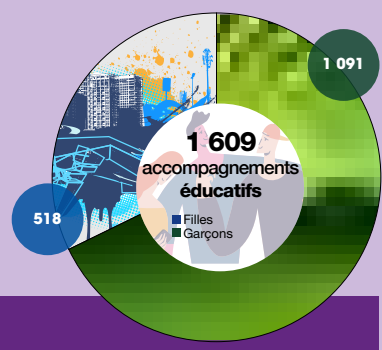 1 091
1 609
accompagnements
éducatifs
518
Filles
Garçons